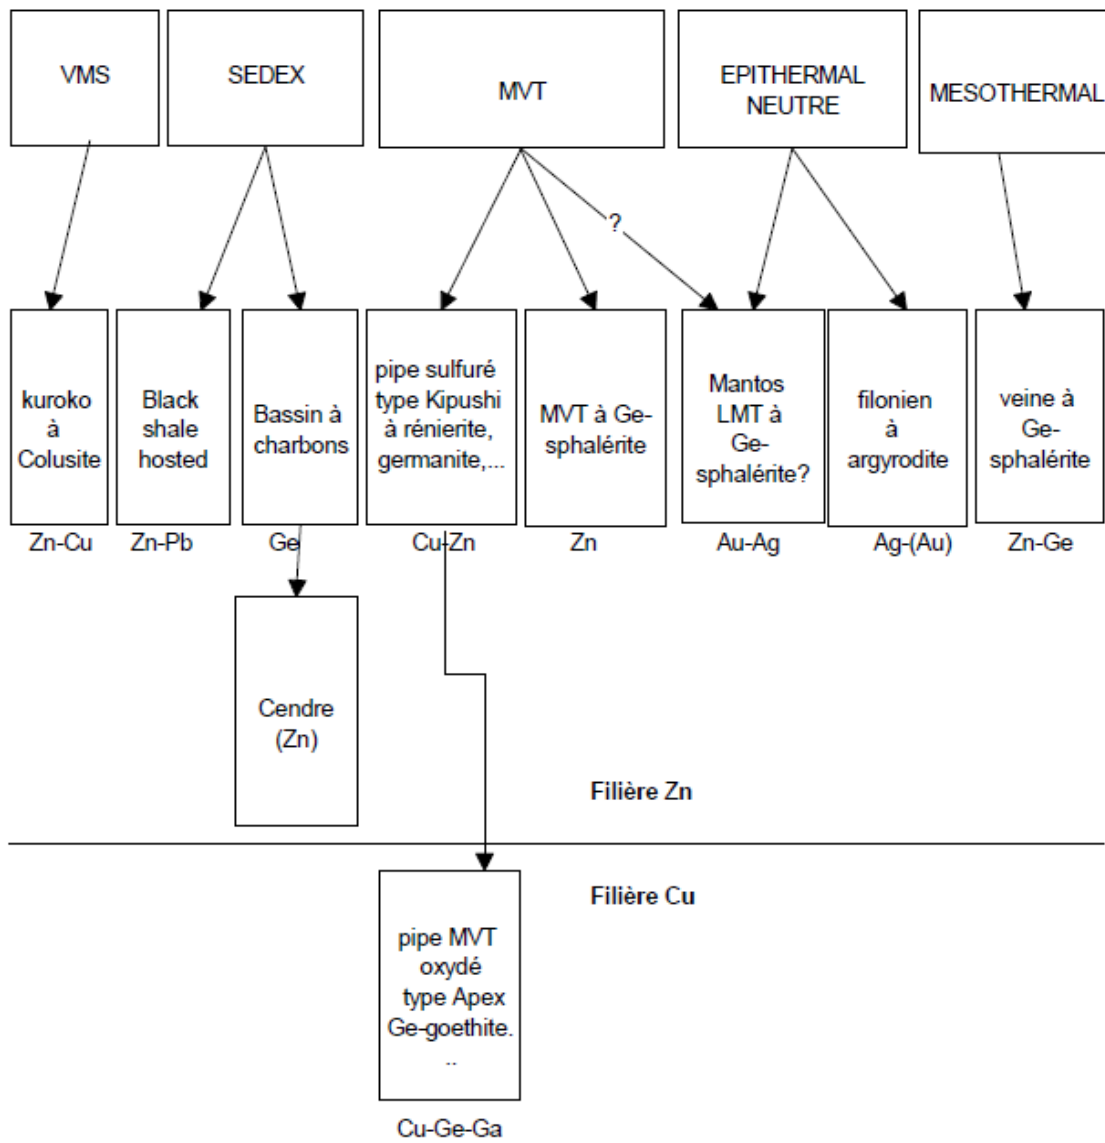 VMS
SEDEX
MVT
EPITHERMAL
NEUTRE
MESOTHERMAL
?
kuroko
à
Colusite
Black
shale
hosted
Bassin à
charbons
pipe sulfuré
type Kipushi
à rénierite,
germanite,...
MVT à Ge-
sphalérite
Mantos
LMT à
Ge-
sphalérite?
filonien
à
argyrodite
veine à
Ge-
sphalérite
Zn-Cu
Zn-Pb
Ge
Cu-Zn
Zn
Au-Ag
Ag-(Au)
Zn-Ge
Cendre
(Zn)
Filière Zn
Filière Cu
pipe MVT
oxydé
type Apex
Ge-goethite.
..
Cu-Ge-Ga